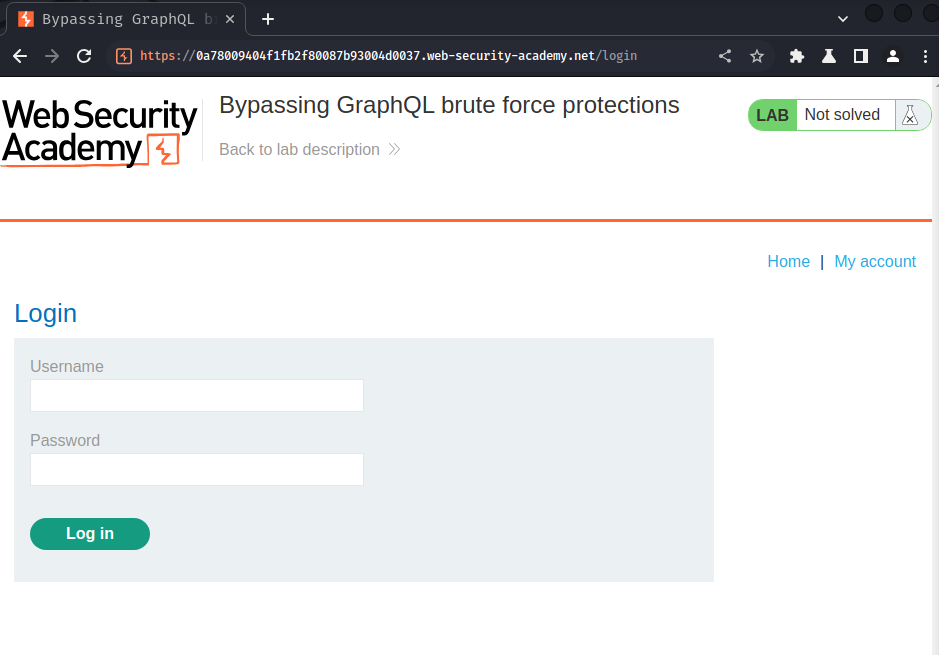 Bypassing GraphQL b
https://0a78009404f1fb2f80087b93004d0037.web-security-academy.net/login
Web Security
Academy
Bypassing GraphQL brute force protections
Back to lab description
LAB Not solved
Home | My account
Login
Username
Password
Log in